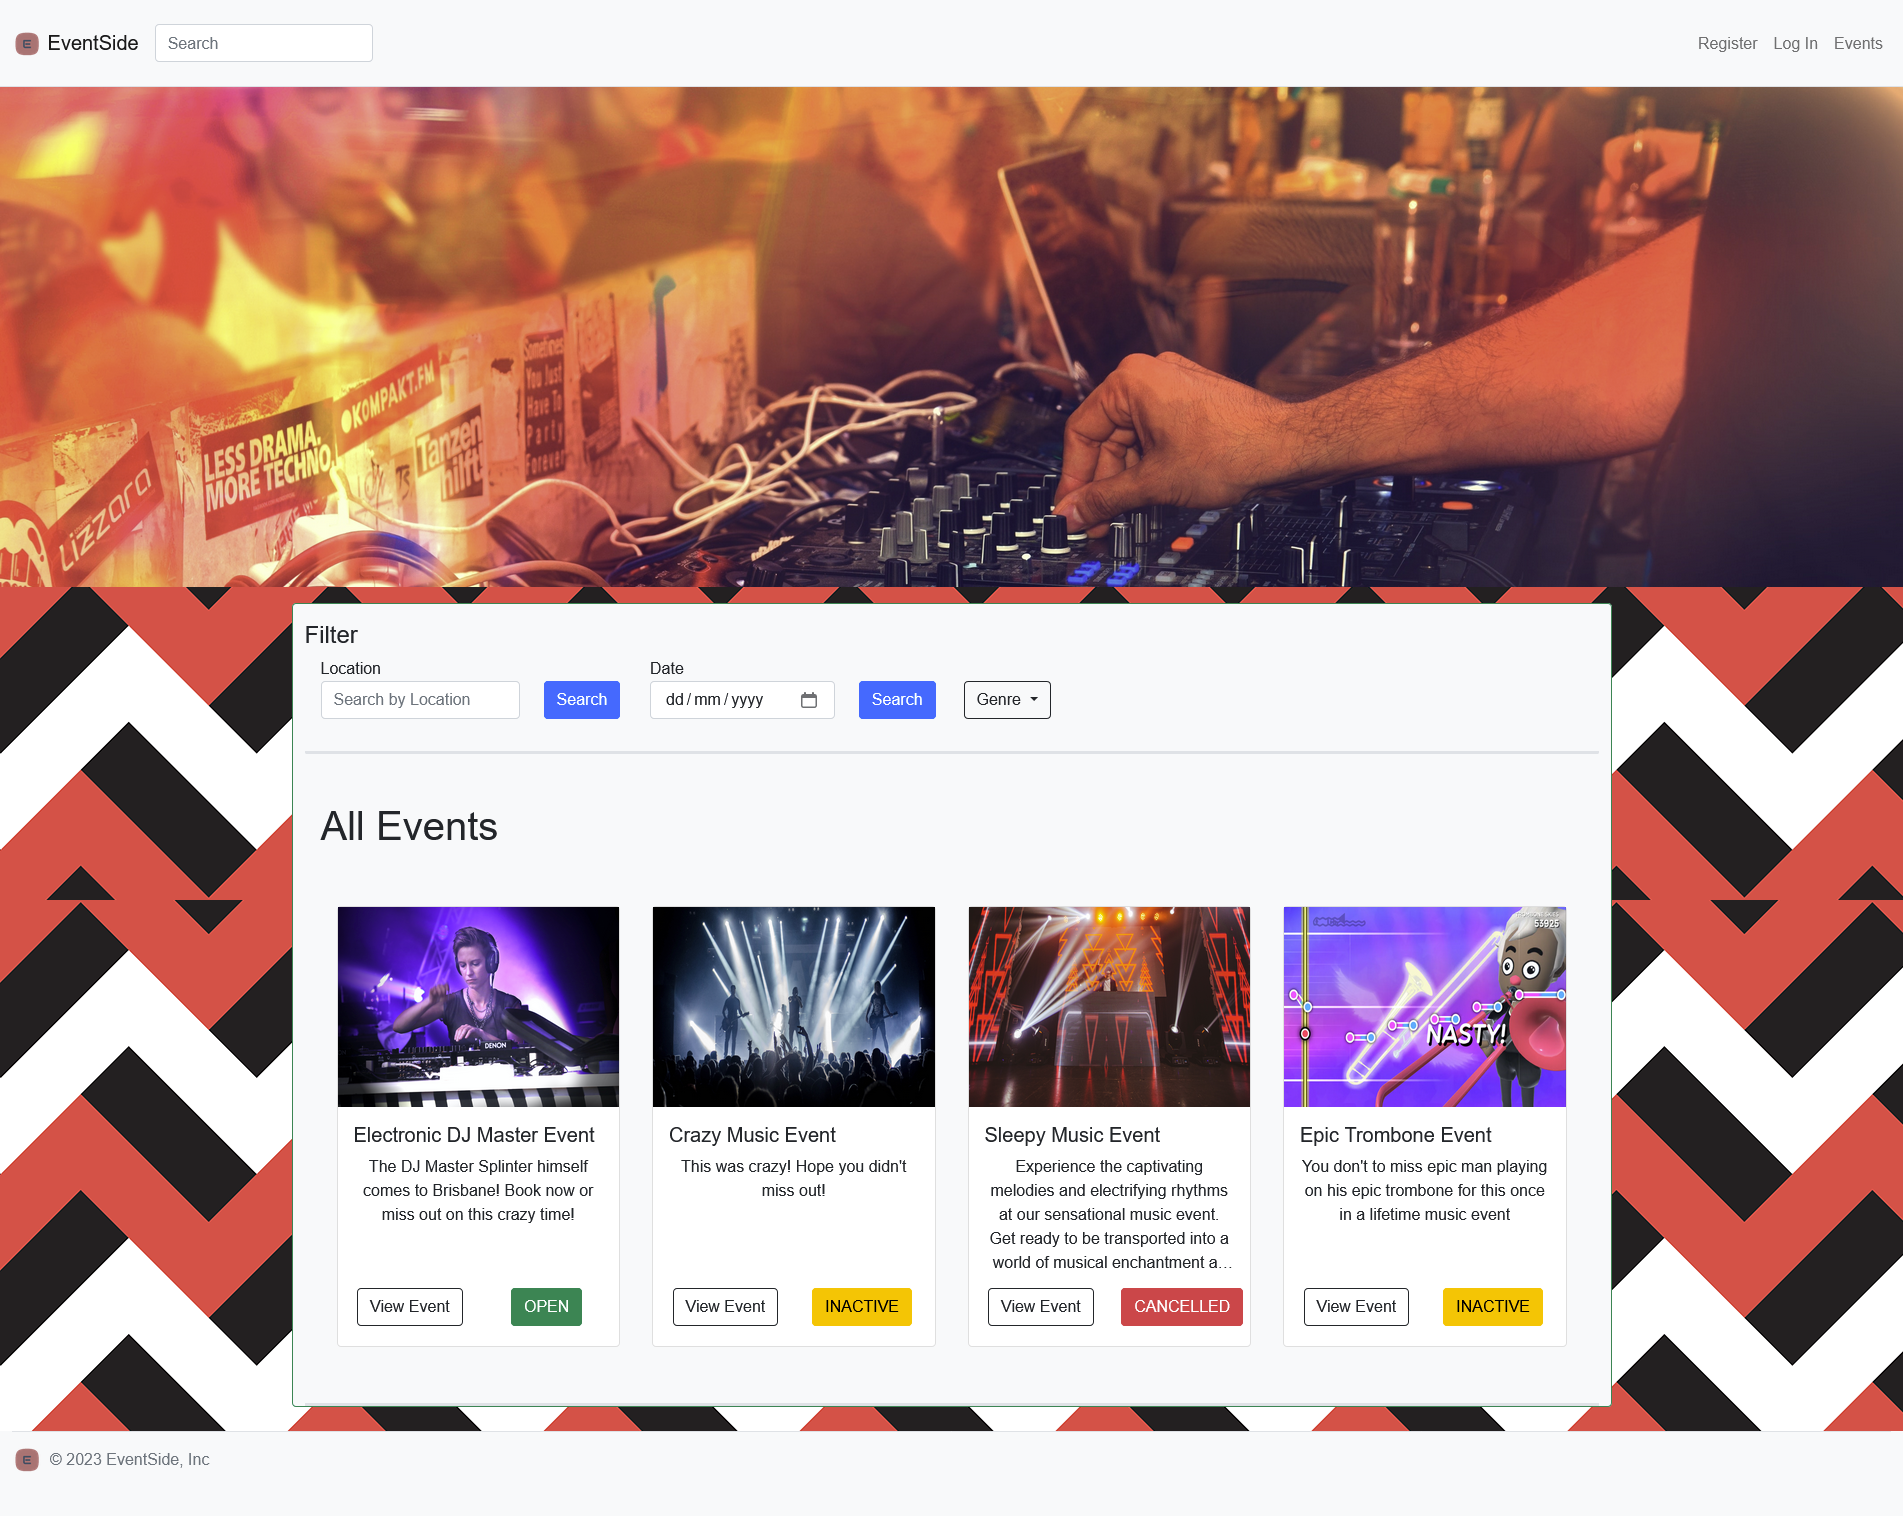 EventSide
Search
Register
Log In
Events
LESS DRAMA.
MORE TECHNO.
KOMPAKT.FM
Tanzen
hilft
Sometimes
You Just
Have To
Party
Forever
Lizzara
Filter
Location
Search by Location
Search
Date
dd/mm/yyyy
Search
Genre
All Events
DENON
53925
NASTY!
Electronic DJ Master Event
The DJ Master Splinter himself
comes to Brisbane! Book now or
miss out on this crazy time!
View Event
OPEN
Crazy Music Event
This was crazy! Hope you didn't
miss out!
View Event
INACTIVE
Sleepy Music Event
Experience the captivating
melodies and electrifying rhythms
at our sensational music event.
Get ready to be transported into a
world of musical enchantment a…
View Event
CANCELLED
Epic Trombone Event
You don't to miss epic man playing
on his epic trombone for this once
in a lifetime music event
View Event
INACTIVE
E
© 2023 EventSide, Inc